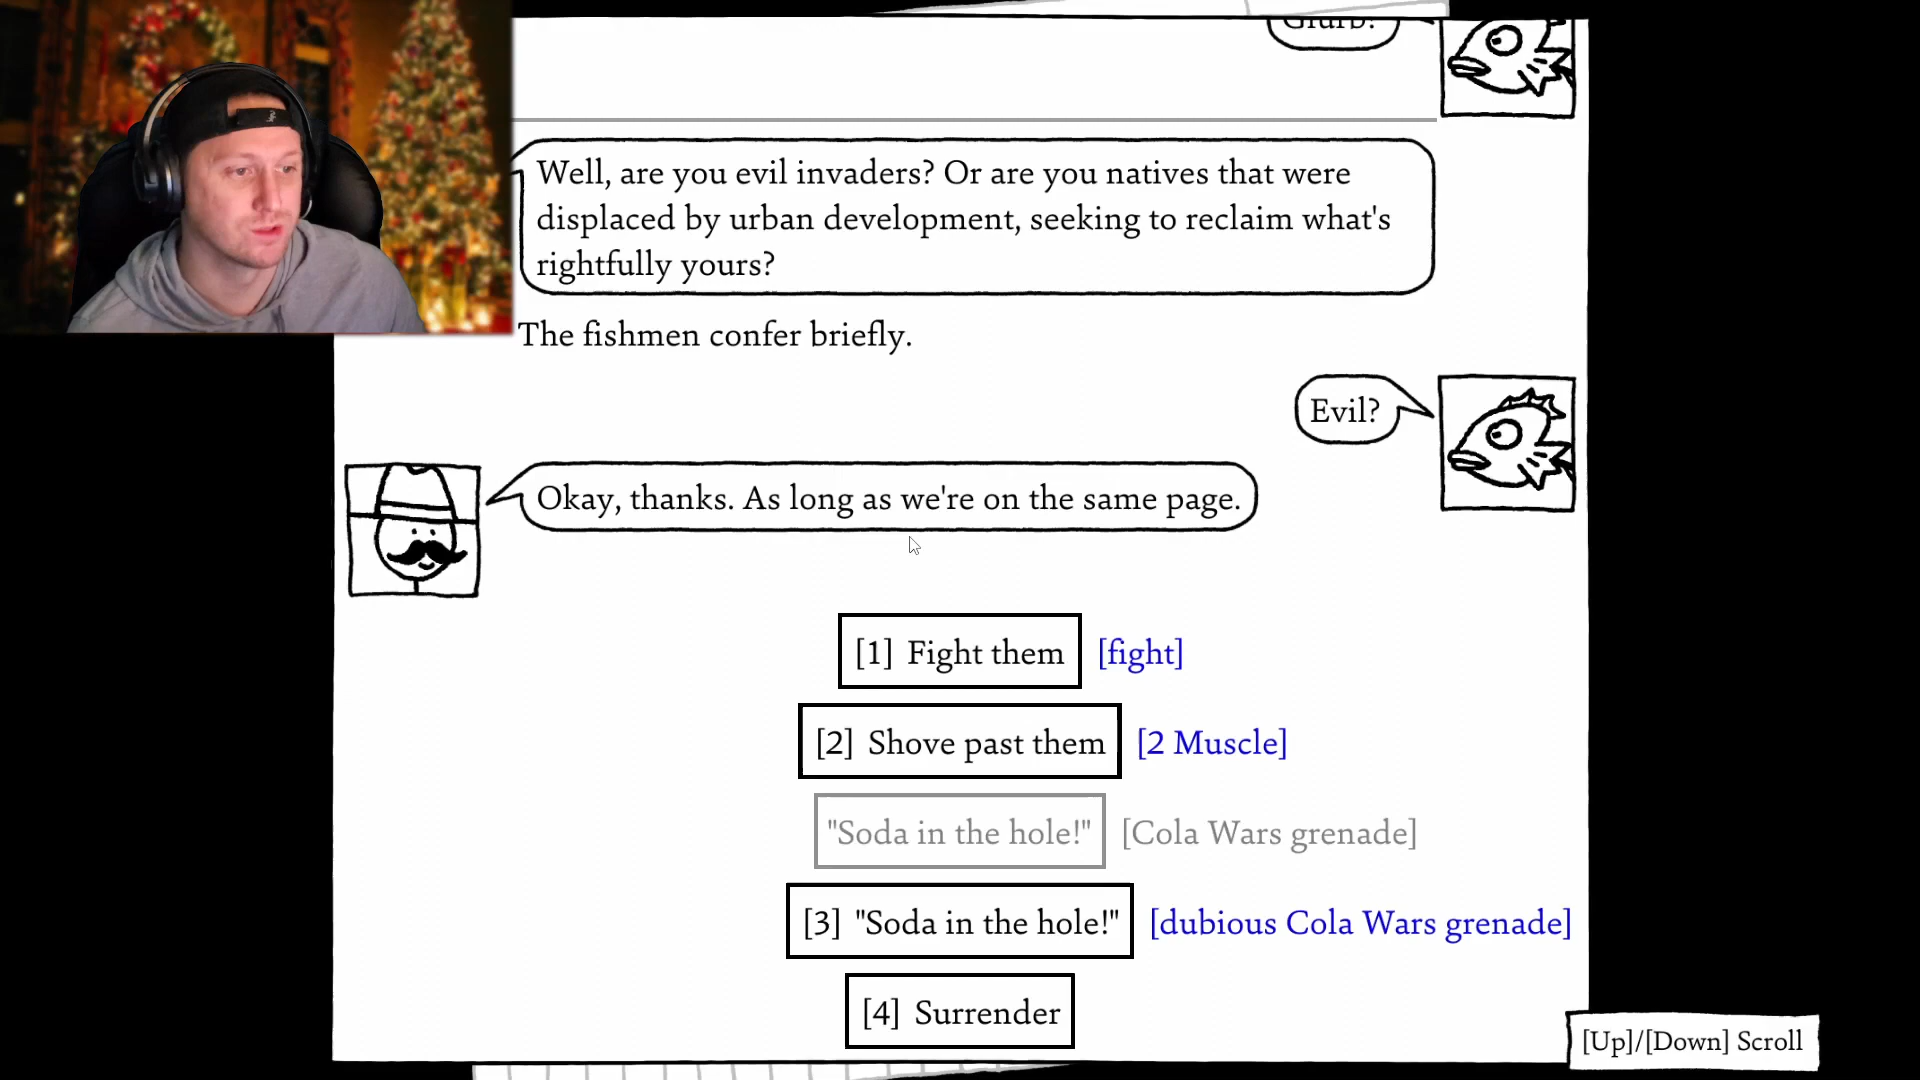 Glurb!
Well, are you evil invaders? Or are you natives that were
displaced by urban development, seeking to reclaim what's
rightfully yours?
The fishmen confer briefly.
Evil?
Okay, thanks. As long as we're on the same page.
[1] Fight them [fight]
[2] Shove past them [2 Muscle]
"Soda in the hole!" [Cola Wars grenade]
[3] "Soda in the hole!" [dubious Cola Wars grenade]
[4] Surrender
[Up]/[Down] Scroll